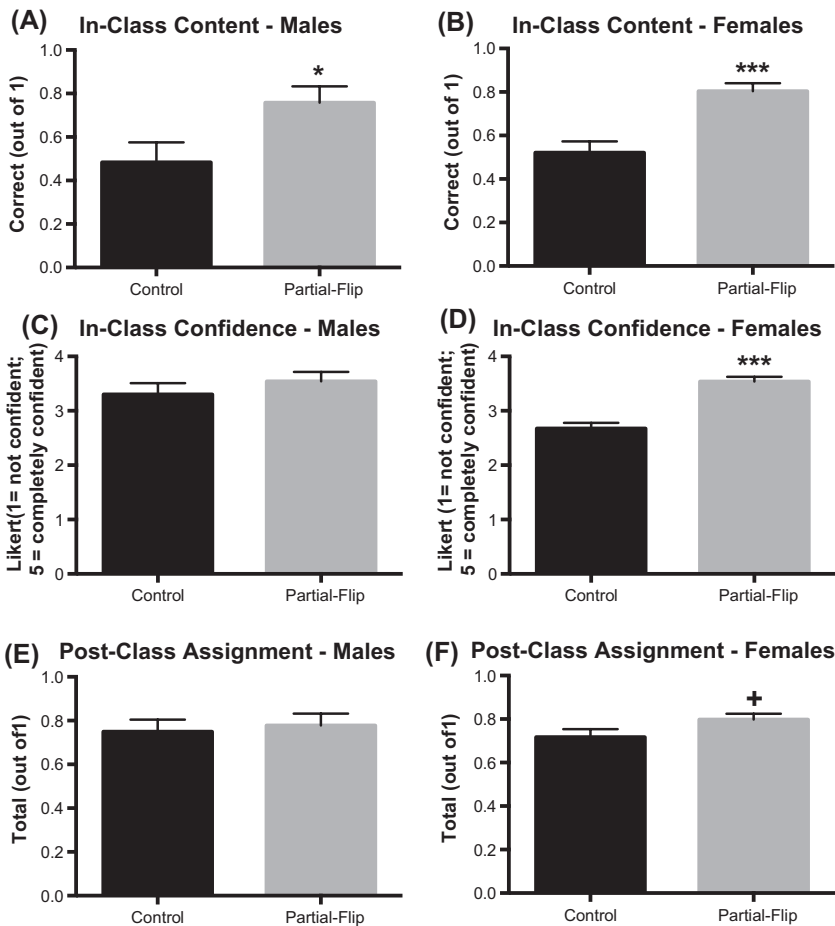 (A)
In-Class Content - Males
Correct (out of 1)
1.0
0.8
0.6
0.4
0.2
0.0
*
Control
Partial-Flip
(B)
In-Class Content - Females
Correct (out of 1)
1.0
0.8
0.6
0.4
0.2
0.0
***
Control
Partial-Flip
(C)
In-Class Confidence - Males
Likert(1= not confident;
5 = completely confident)
4
3
2
1
0
Control
Partial-Flip
(D)
In-Class Confidence - Females
Likert (1= not confident;
5 = completely confident)
4
3
2
1
0
***
Control
Partial-Flip
(E)
Post-Class Assignment - Males
Total (out of1)
1.0
0.8
0.6
0.4
0.2
0.0
Control
Partial-Flip
(F)
Post-Class Assignment - Females
Total (out of1)
1.0
0.8
0.6
0.4
0.2
0.0
+
Control
Partial-Flip